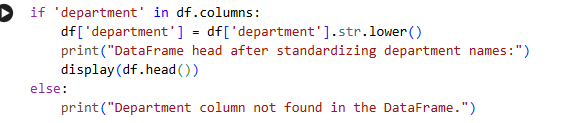 if 'department' in df.columns:
    df['department'] = df['department'].str.lower()
    print("DataFrame head after standardizing department names:")
    display(df.head())
else:
    print("Department column not found in the DataFrame.")